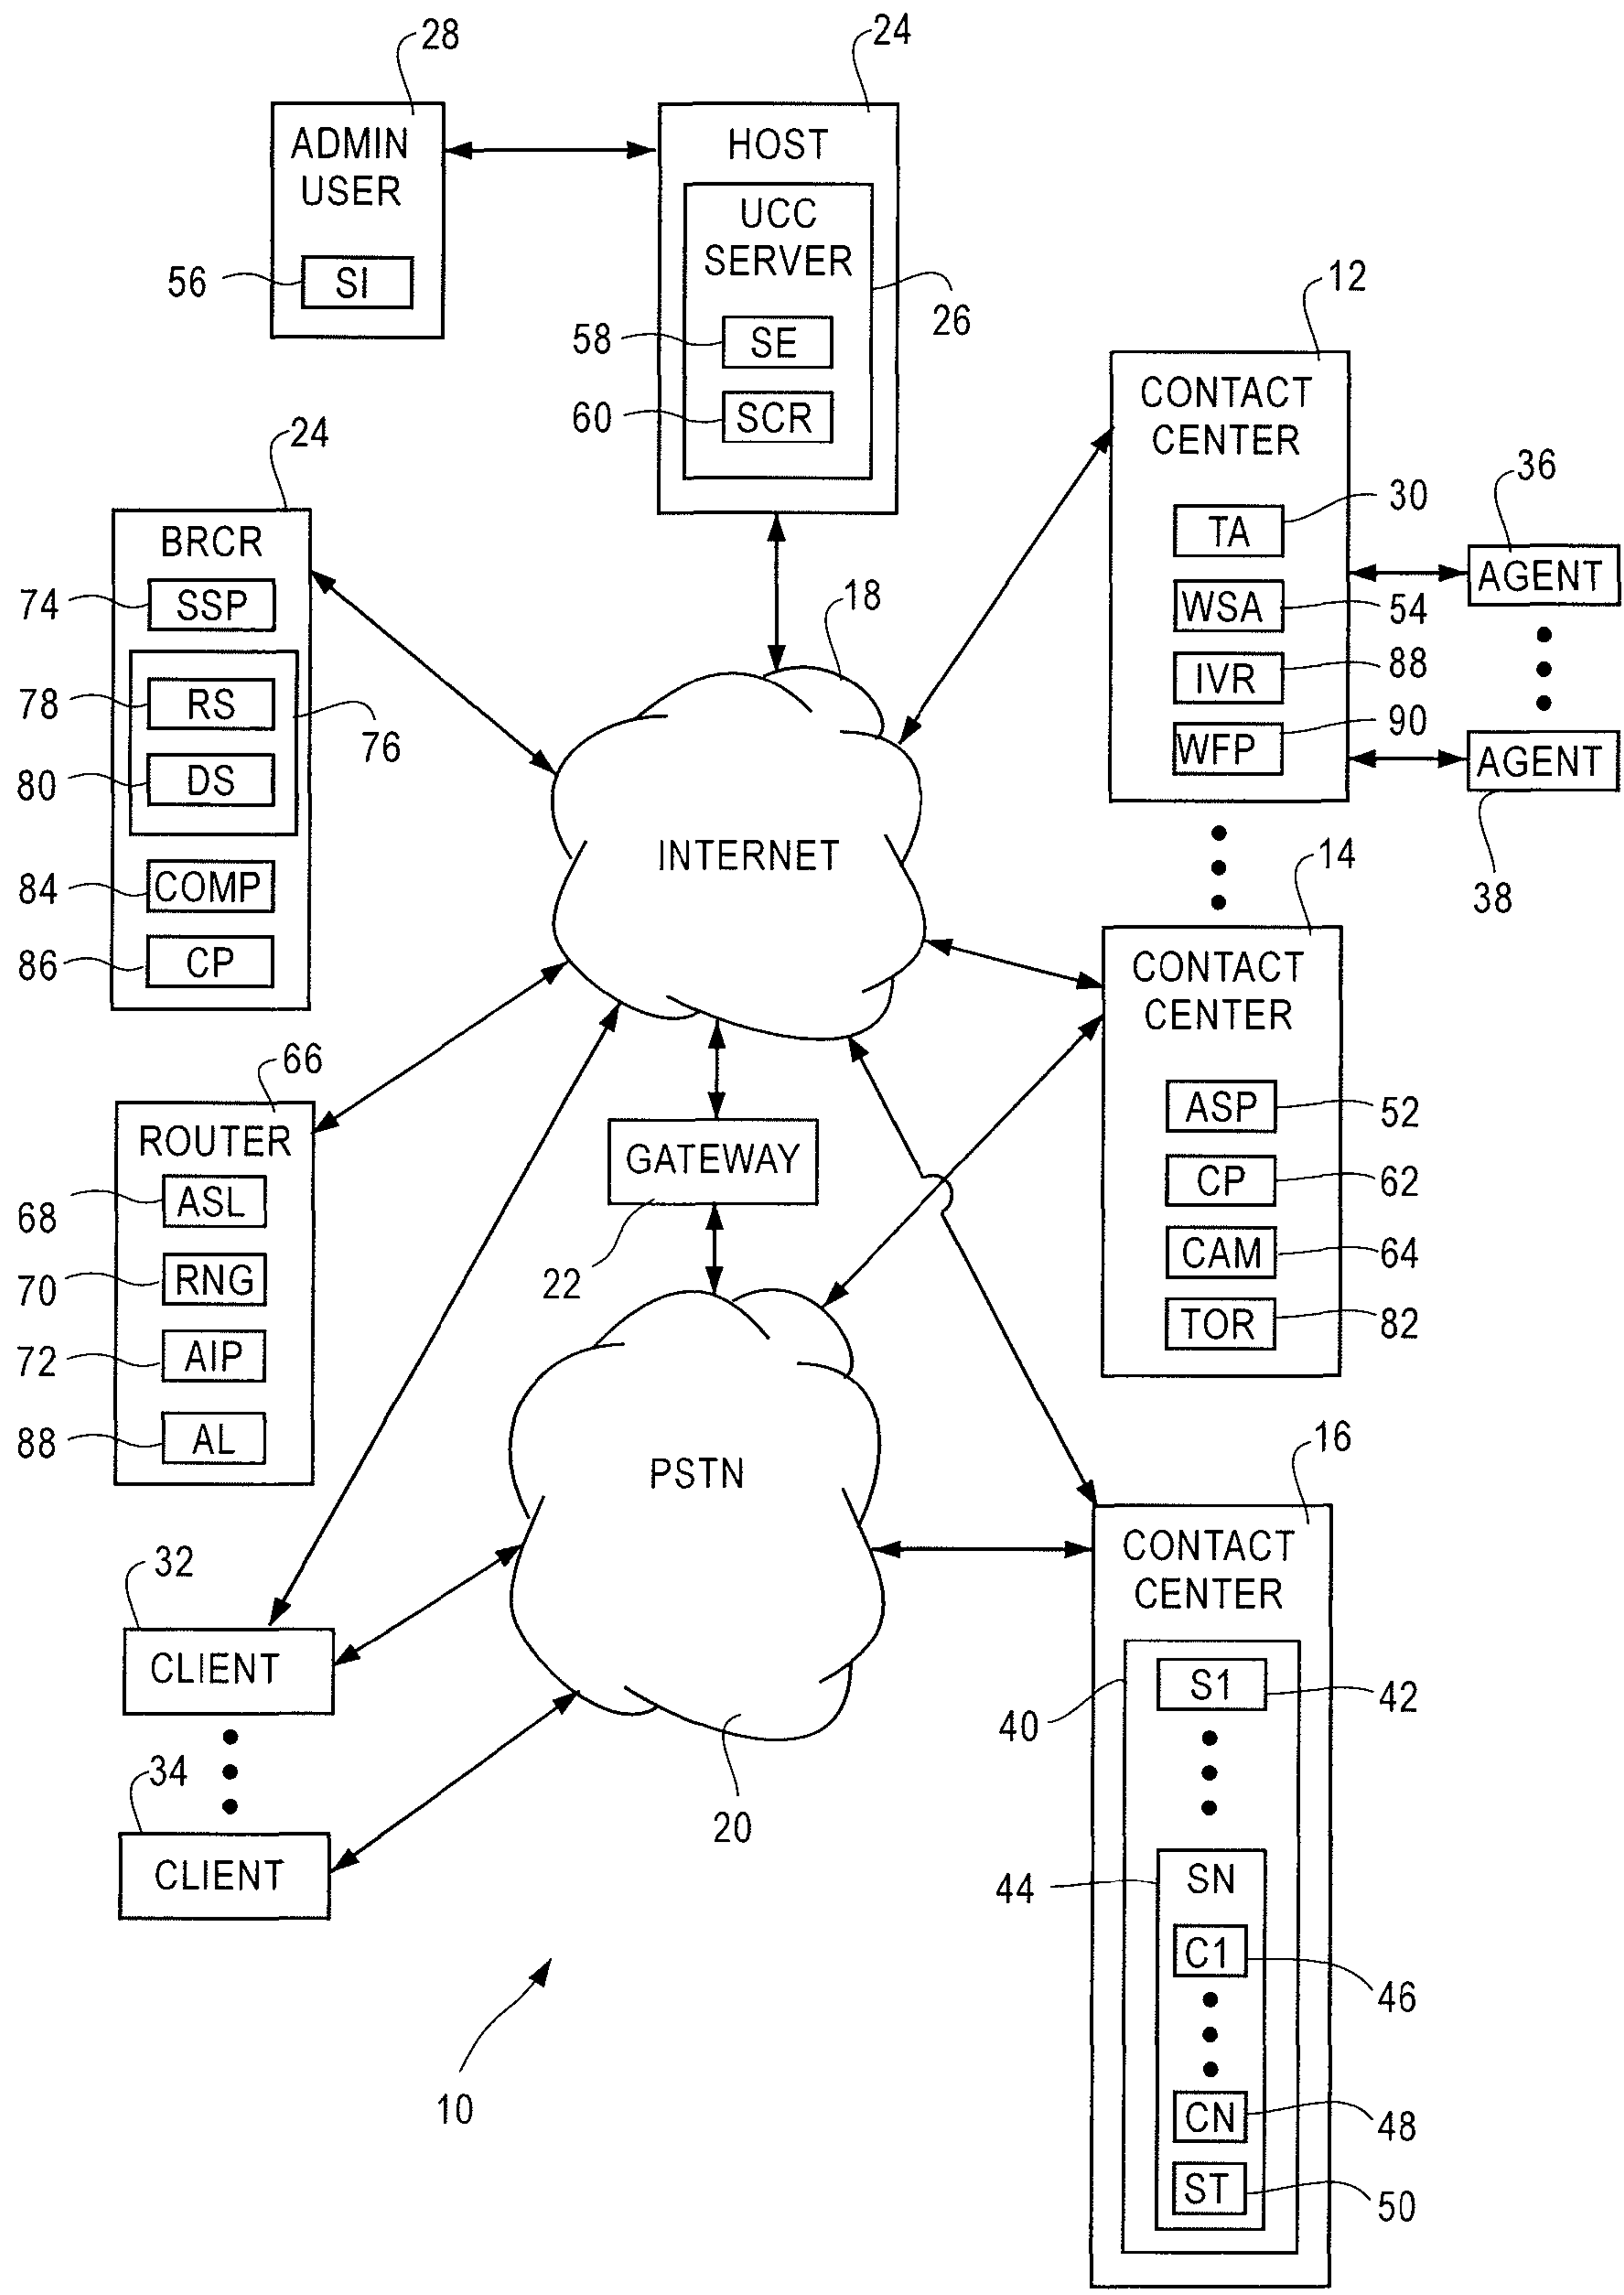 28
ADMIN
USER
56
SI
24
HOST
UCC
SERVER
26
58
SE
60
SCR
12
CONTACT
CENTER
30
TA
54
WSA
88
IVR
90
WFP
36
AGENT
AGENT
38
24
BRCR
74
SSP
78
RS
76
80
DS
84
COMP
86
CP
18
INTERNET
14
CONTACT
CENTER
ASP
52
CP
62
CAM
64
TOR
82
66
ROUTER
68
ASL
70
RNG
72
AIP
88
AL
GATEWAY
22
PSTN
20
32
CLIENT
34
CLIENT
16
CONTACT
CENTER
40
S1
42
44
SN
C1
46
CN
48
ST
50
10